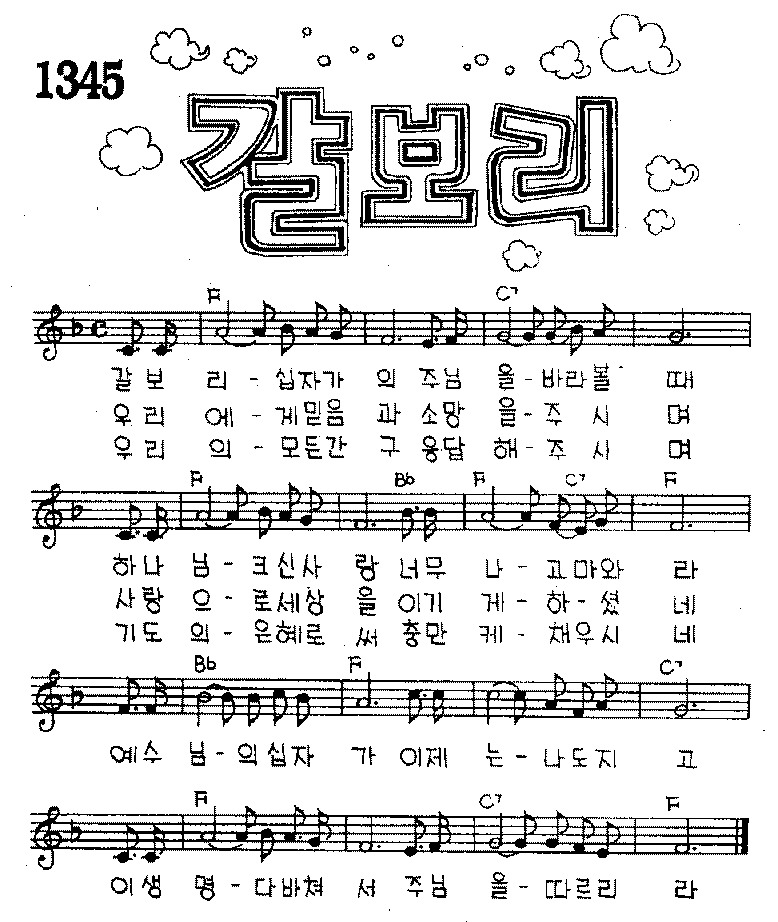 1345
갈보리
F C7
갈보 리 - 십자가 의 주님 을-바라볼 때
우리 에 - 게믿음 과 소망 을- 주 시 며
우리 의 - 모든간 구 응답 해- 주 시 며
F Bb F C7 F
하나 님 - 크신사 랑 너무 나 - 고마와 라
사랑 으 - 로세상 을 이기 게 - 하 - 셨 네
기도 의 - 은혜로 써 충만 케 - 채우시 네
Bb F C7
예수 님 - 의십자 가 이제 는 - 나도지 고
F C7 F
이생 명 - 다바쳐 서 주님 을 - 따르리 라